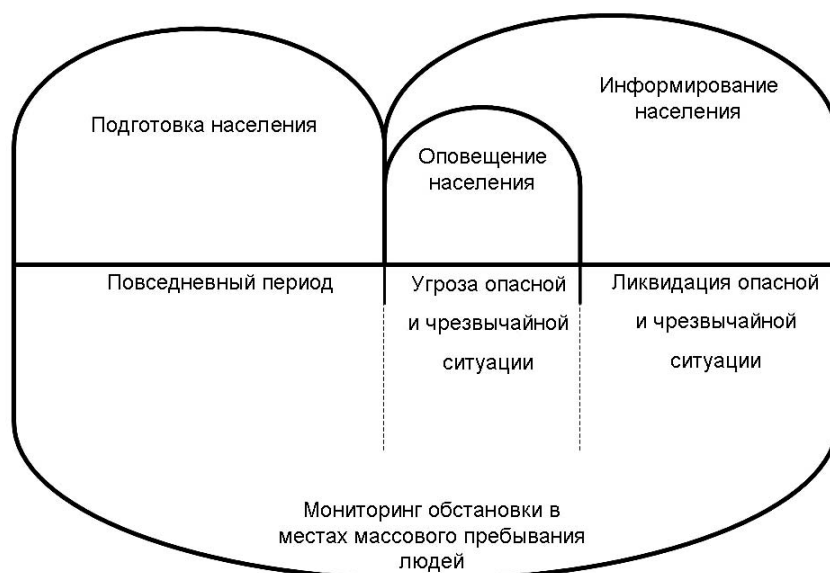 Подготовка населения
Информирование
населения
Оповещение
населения
Повседневный период
Угроза опасной
и чрезвычайной
ситуации
Ликвидация опасной
и чрезвычайной
ситуации
Мониторинг обстановки в
местах массового пребывания
людей